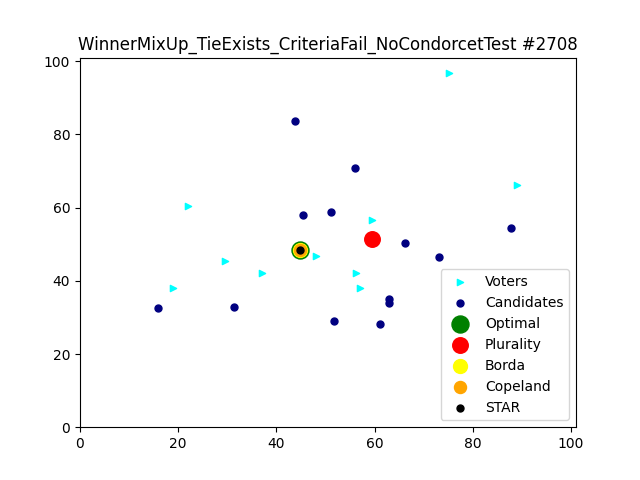 WinnerMixUp_TieExists_CriteriaFail_NoCondorcetTest #2708
100
80
60
40
20
0
0 20 40 60 80 100
Voters
Candidates
Optimal
Plurality
Borda
Copeland
STAR